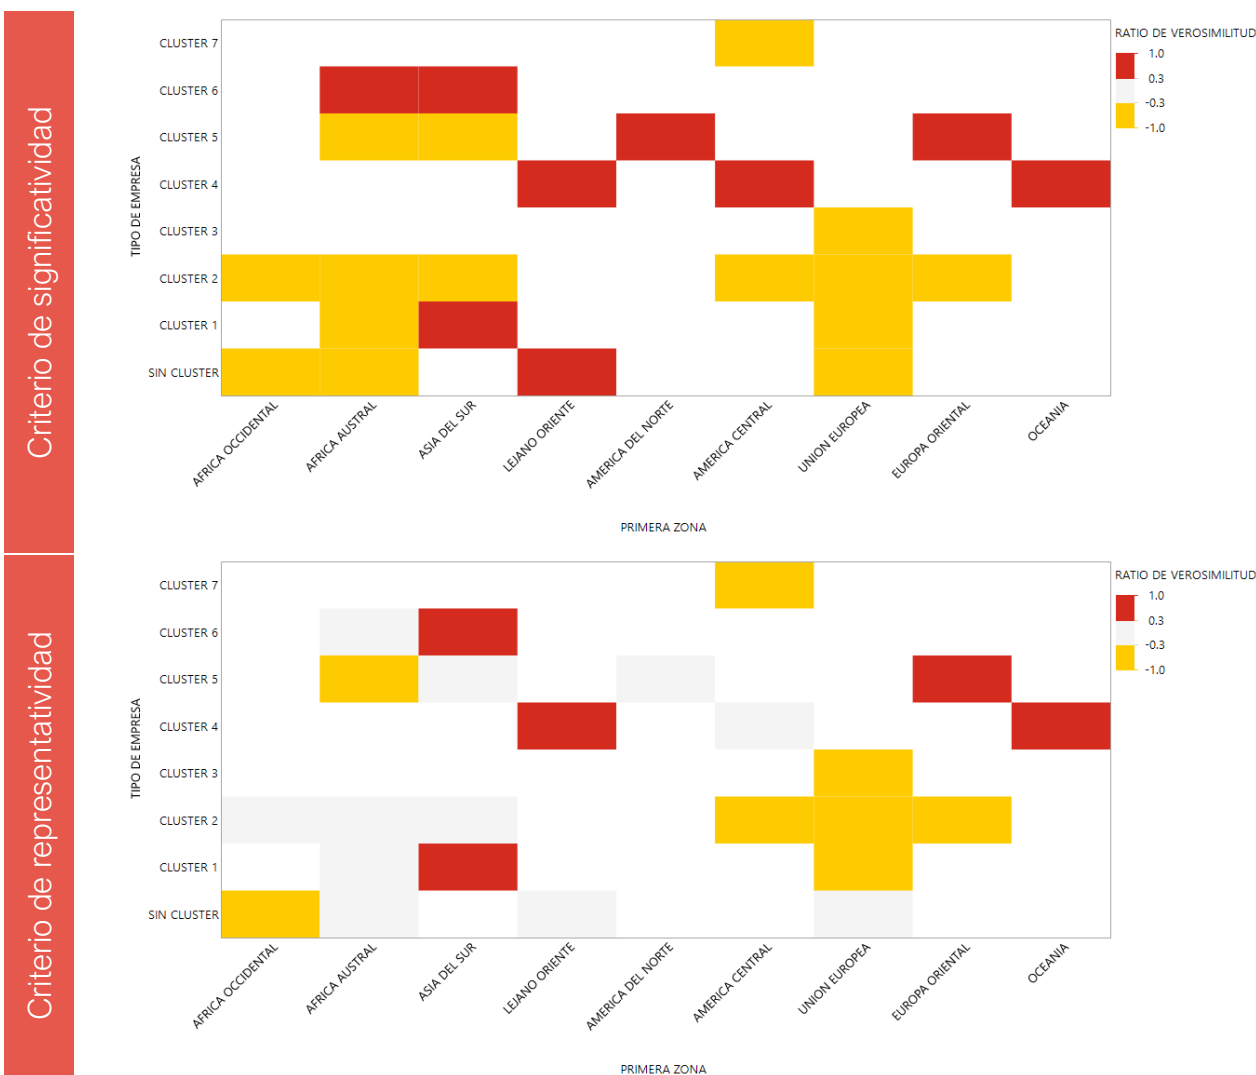 Criterio de significatividad
TIPO DE EMPRESA
CLUSTER 7
CLUSTER 6
CLUSTER 5
CLUSTER 4
CLUSTER 3
CLUSTER 2
CLUSTER 1
SIN CLUSTER
AFRICA OCCIDENTAL
AFRICA AUSTRAL
ASIA DEL SUR
LEJANO ORIENTE
AMERICA DEL NORTE
AMERICA CENTRAL
UNION EUROPEA
EUROPA ORIENTAL
OCEANIA
PRIMERA ZONA
RATIO DE VEROSIMILITUD
1.0
0.3
-0.3
-1.0
Criterio de representatividad
TIPO DE EMPRESA
CLUSTER 7
CLUSTER 6
CLUSTER 5
CLUSTER 4
CLUSTER 3
CLUSTER 2
CLUSTER 1
SIN CLUSTER
AFRICA OCCIDENTAL
AFRICA AUSTRAL
ASIA DEL SUR
LEJANO ORIENTE
AMERICA DEL NORTE
AMERICA CENTRAL
UNION EUROPEA
EUROPA ORIENTAL
OCEANIA
PRIMERA ZONA
RATIO DE VEROSIMILITUD
1.0
0.3
-0.3
-1.0